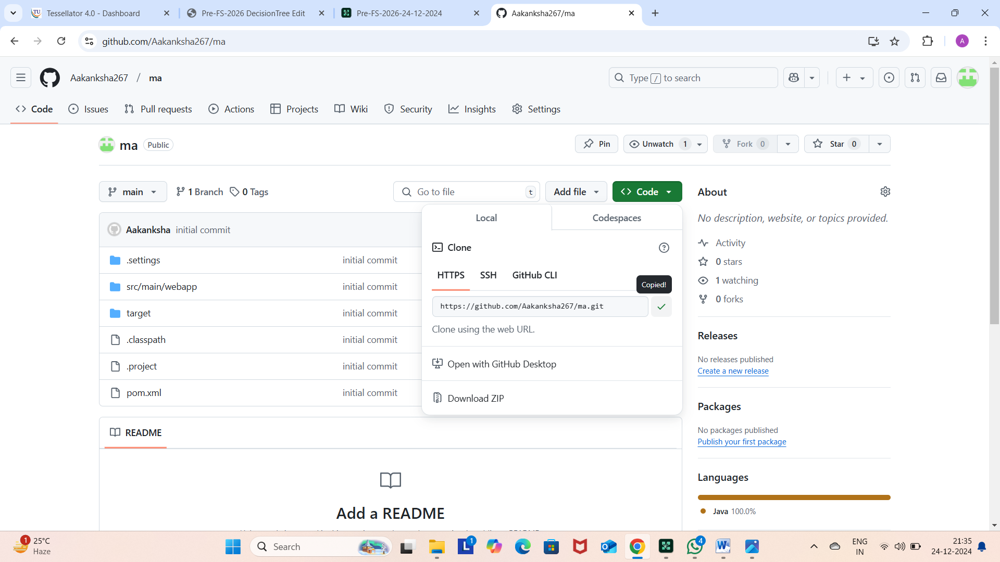 Tessellator 4.0 - Dashboard
Pre-FS-2026 DecisionTree Edit
Pre-FS-2026-24-12-2024
Aakanksha267/ma
github.com/Aakanksha267/ma
A
Aakanksha267 / ma
Type / to search
Code
Issues
Pull requests
Actions
Projects
Wiki
Security
Insights
Settings
ma Public
Pin
Unwatch 1
Fork 0
Star 0
main
1 Branch
0 Tags
Go to file t
Add file
Code
Local
Codespaces
Clone
HTTPS
SSH
GitHub CLI
Copied!
https://github.com/Aakanksha267/ma.git
Clone using the web URL.
Open with GitHub Desktop
Download ZIP
Aakanksha initial commit
.settings initial commit
src/main/webapp initial commit
target initial commit
.classpath initial commit
.project initial commit
pom.xml initial commit
README
Add a README
About
No description, website, or topics provided.
Activity
0 stars
1 watching
0 forks
Releases
No releases published
Create a new release
Packages
No packages published
Publish your first package
Languages
Java 100.0%
1
25°C
Haze
Search
L 1
4
ENG
IN
21:35
24-12-2024